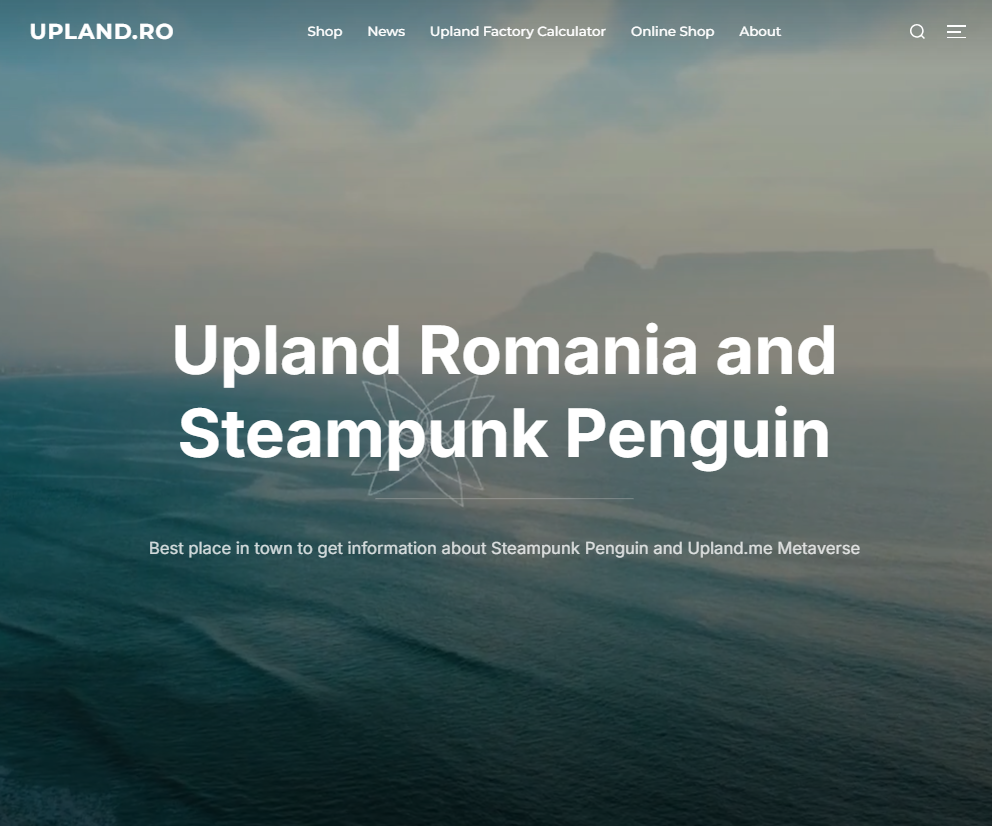 UPLAND.RO
Shop News Upland Factory Calculator Online Shop About
Upland Romania and
Steampunk Penguin
Best place in town to get information about Steampunk Penguin and Upland.me Metaverse